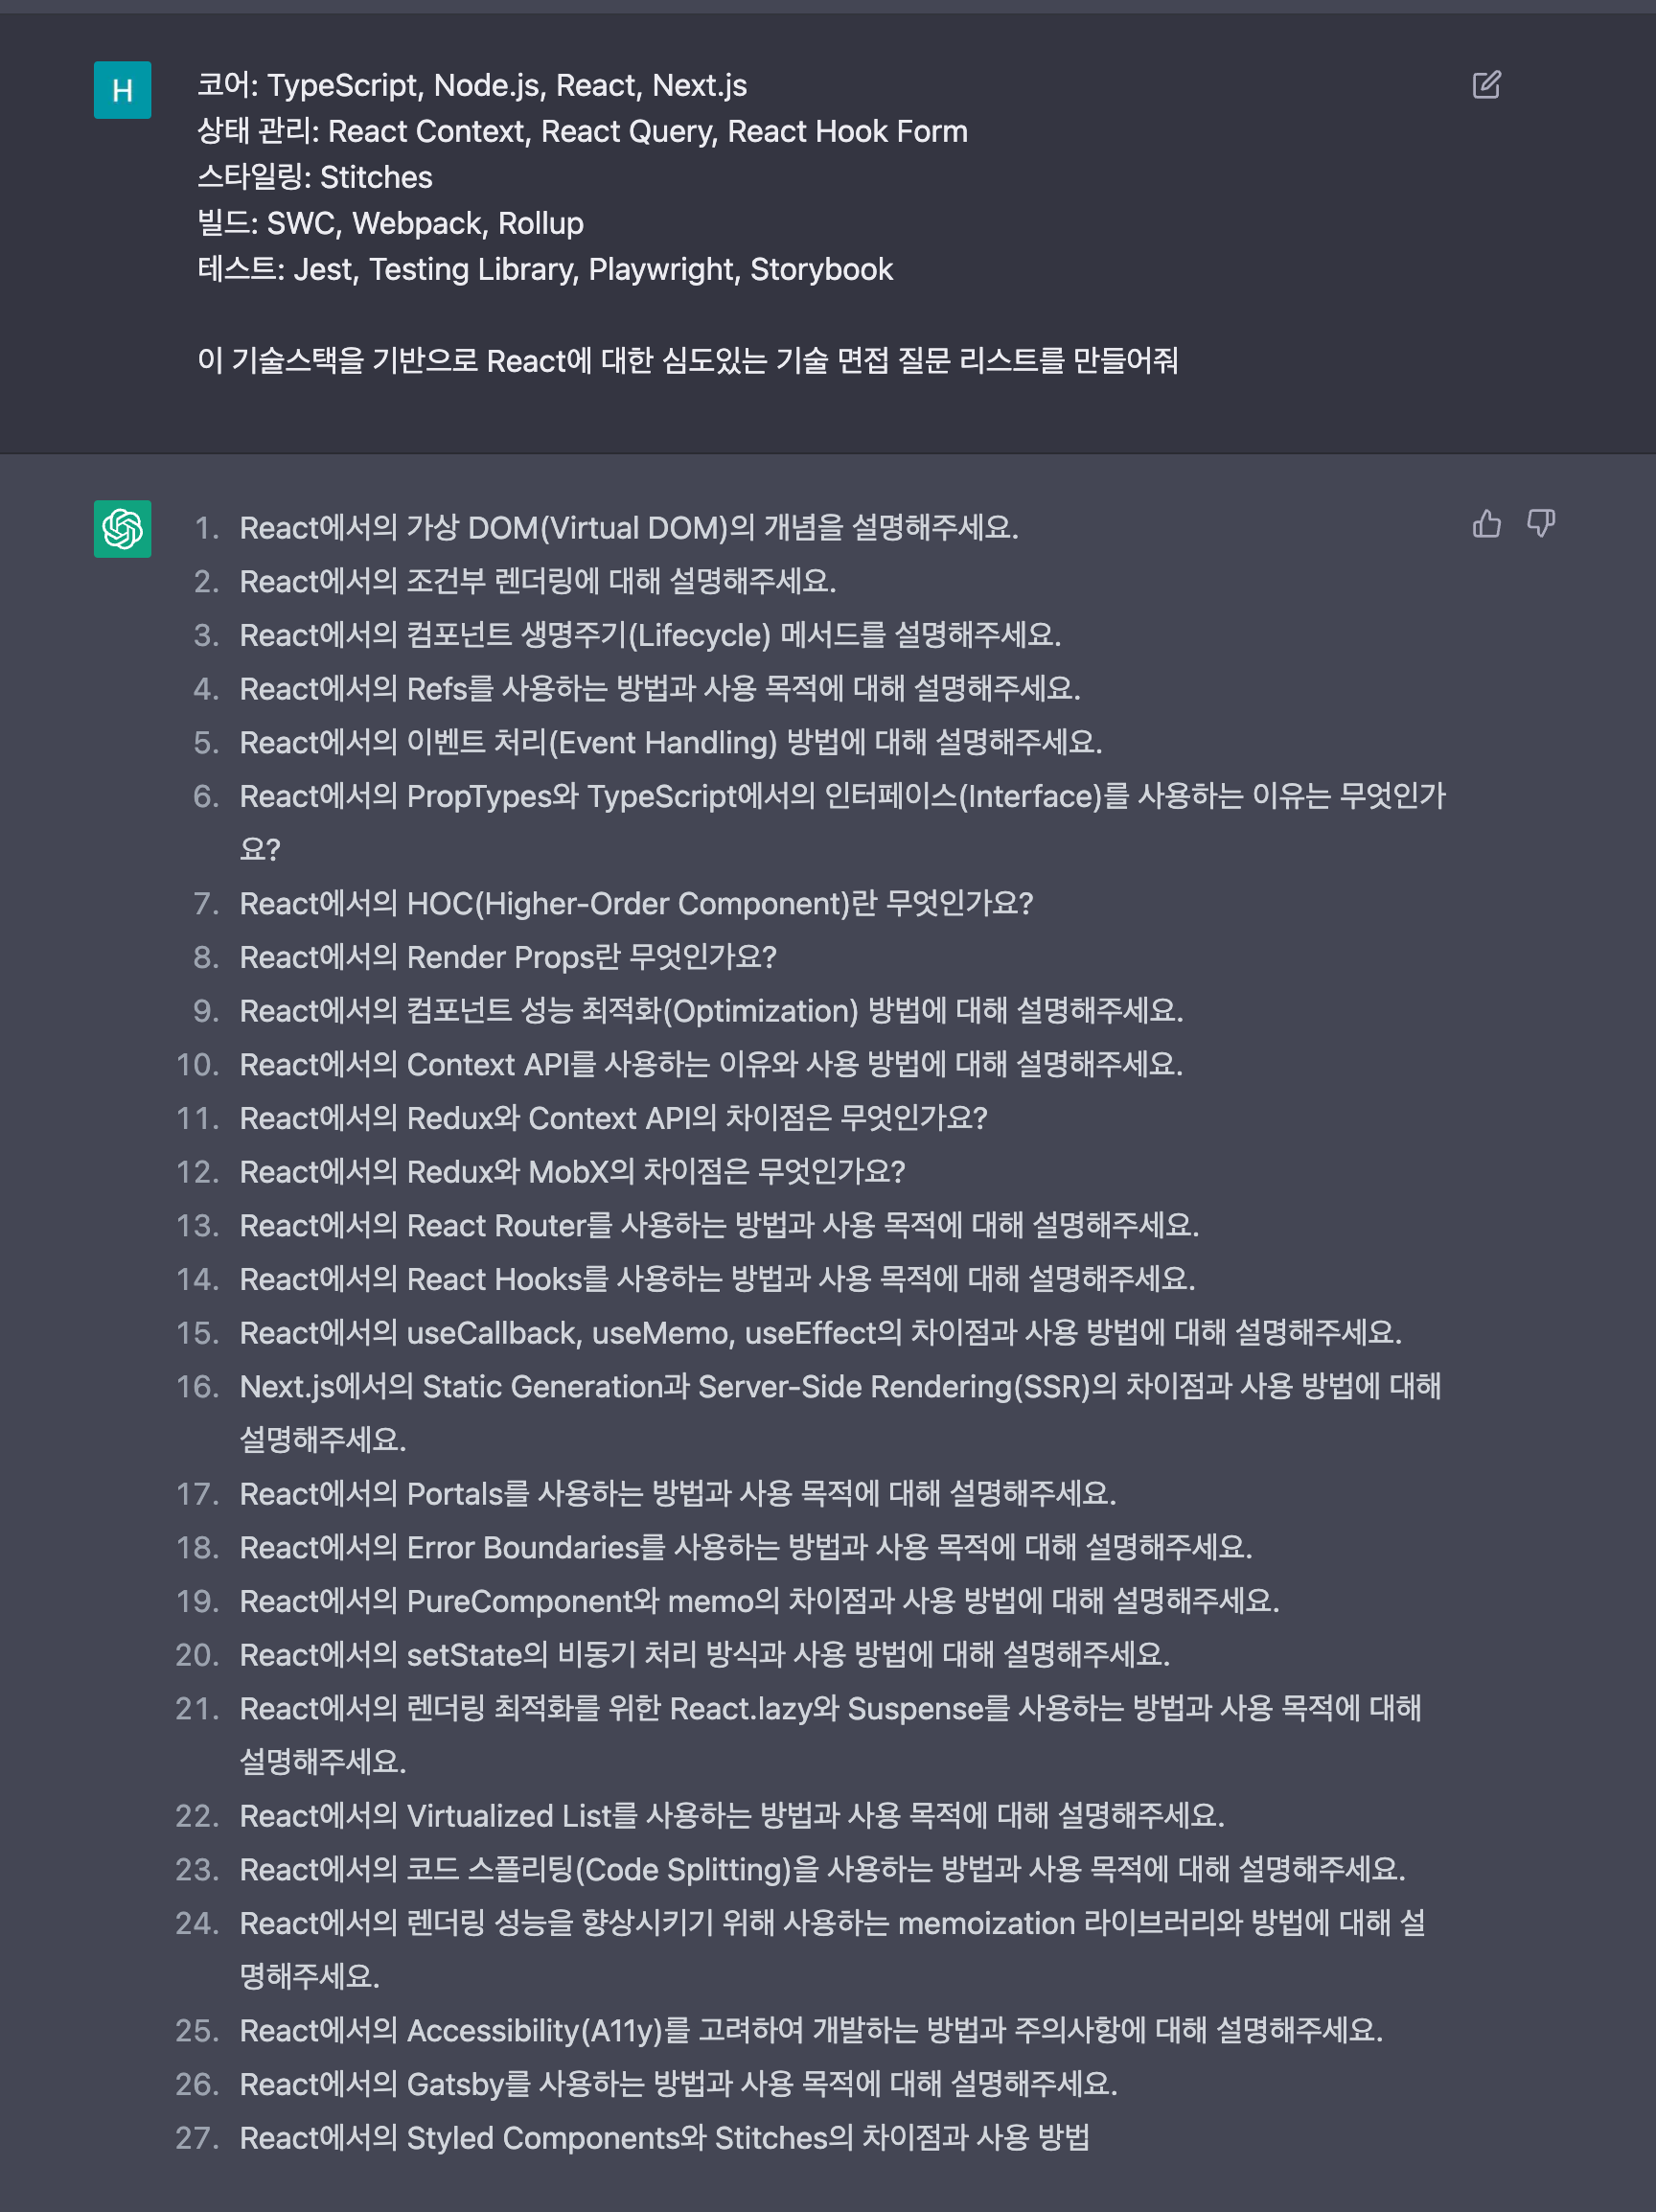 H
코어: TypeScript, Node.js, React, Next.js
상태 관리: React Context, React Query, React Hook Form
스타일링: Stitches
빌드: SWC, Webpack, Rollup
테스트: Jest, Testing Library, Playwright, Storybook
이 기술스택을 기반으로 React에 대한 심도있는 기술 면접 질문 리스트를 만들어줘
1. React에서의 가상 DOM(Virtual DOM)의 개념을 설명해주세요.
2. React에서의 조건부 렌더링에 대해 설명해주세요.
3. React에서의 컴포넌트 생명주기(Lifecycle) 메서드를 설명해주세요.
4. React에서의 Refs를 사용하는 방법과 사용 목적에 대해 설명해주세요.
5. React에서의 이벤트 처리(Event Handling) 방법에 대해 설명해주세요.
6. React에서의 PropTypes와 TypeScript에서의 인터페이스(Interface)를 사용하는 이유는 무엇인가
요?
7. React에서의 HOC(Higher-Order Component)란 무엇인가요?
8. React에서의 Render Props란 무엇인가요?
9. React에서의 컴포넌트 성능 최적화(Optimization) 방법에 대해 설명해주세요.
10. React에서의 Context API를 사용하는 이유와 사용 방법에 대해 설명해주세요.
11. React에서의 Redux와 Context API의 차이점은 무엇인가요?
12. React에서의 Redux와 MobX의 차이점은 무엇인가요?
13. React에서의 React Router를 사용하는 방법과 사용 목적에 대해 설명해주세요.
14. React에서의 React Hooks를 사용하는 방법과 사용 목적에 대해 설명해주세요.
15. React에서의 useCallback, useMemo, useEffect의 차이점과 사용 방법에 대해 설명해주세요.
16. Next.js에서의 Static Generation과 Server-Side Rendering(SSR)의 차이점과 사용 방법에 대해
설명해주세요.
17. React에서의 Portals를 사용하는 방법과 사용 목적에 대해 설명해주세요.
18. React에서의 Error Boundaries를 사용하는 방법과 사용 목적에 대해 설명해주세요.
19. React에서의 PureComponent와 memo의 차이점과 사용 방법에 대해 설명해주세요.
20. React에서의 setState의 비동기 처리 방식과 사용 방법에 대해 설명해주세요.
21. React에서의 렌더링 최적화를 위한 React.lazy와 Suspense를 사용하는 방법과 사용 목적에 대해
설명해주세요.
22. React에서의 Virtualized List를 사용하는 방법과 사용 목적에 대해 설명해주세요.
23. React에서의 코드 스플리팅(Code Splitting)을 사용하는 방법과 사용 목적에 대해 설명해주세요.
24. React에서의 렌더링 성능을 향상시키기 위해 사용하는 memoization 라이브러리와 방법에 대해 설
명해주세요.
25. React에서의 Accessibility(A11y)를 고려하여 개발하는 방법과 주의사항에 대해 설명해주세요.
26. React에서의 Gatsby를 사용하는 방법과 사용 목적에 대해 설명해주세요.
27. React에서의 Styled Components와 Stitches의 차이점과 사용 방법